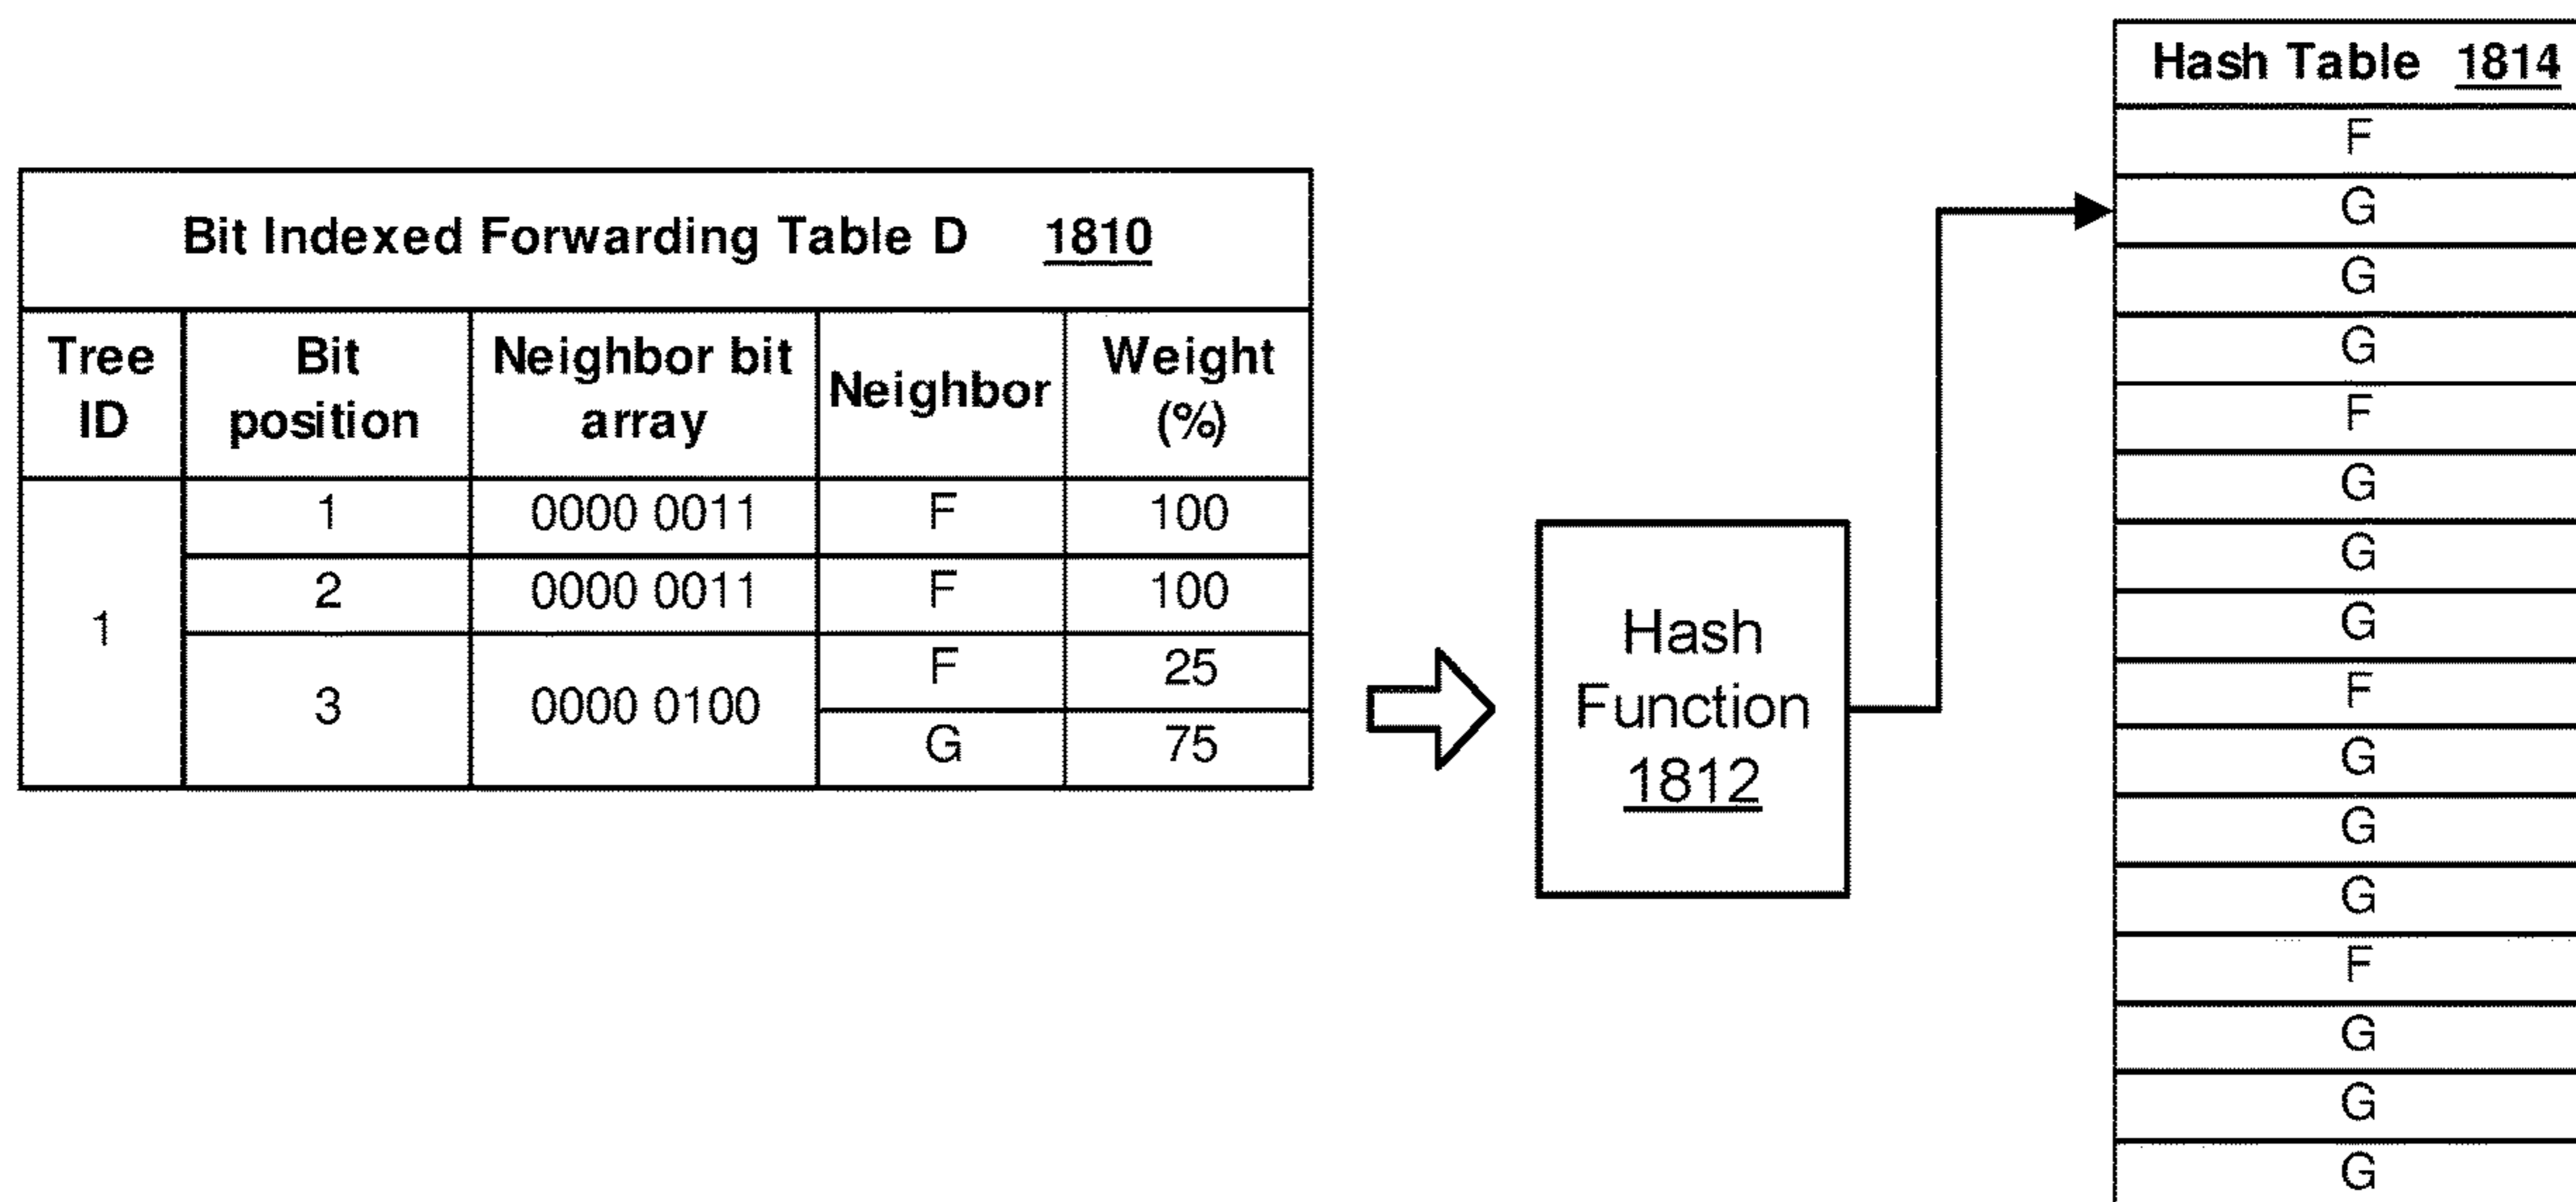 Bit Indexed Forwarding Table D 1810
Tree ID
Bit position
Neighbor bit array
Neighbor
Weight (%)
1
1 0000 0011 F 100
2 0000 0011 F 100
3 0000 0100
F 25
G 75
Hash
Function
1812
Hash Table 1814
F
G
G
G
F
G
G
G
F
G
G
G
F
G
G
G